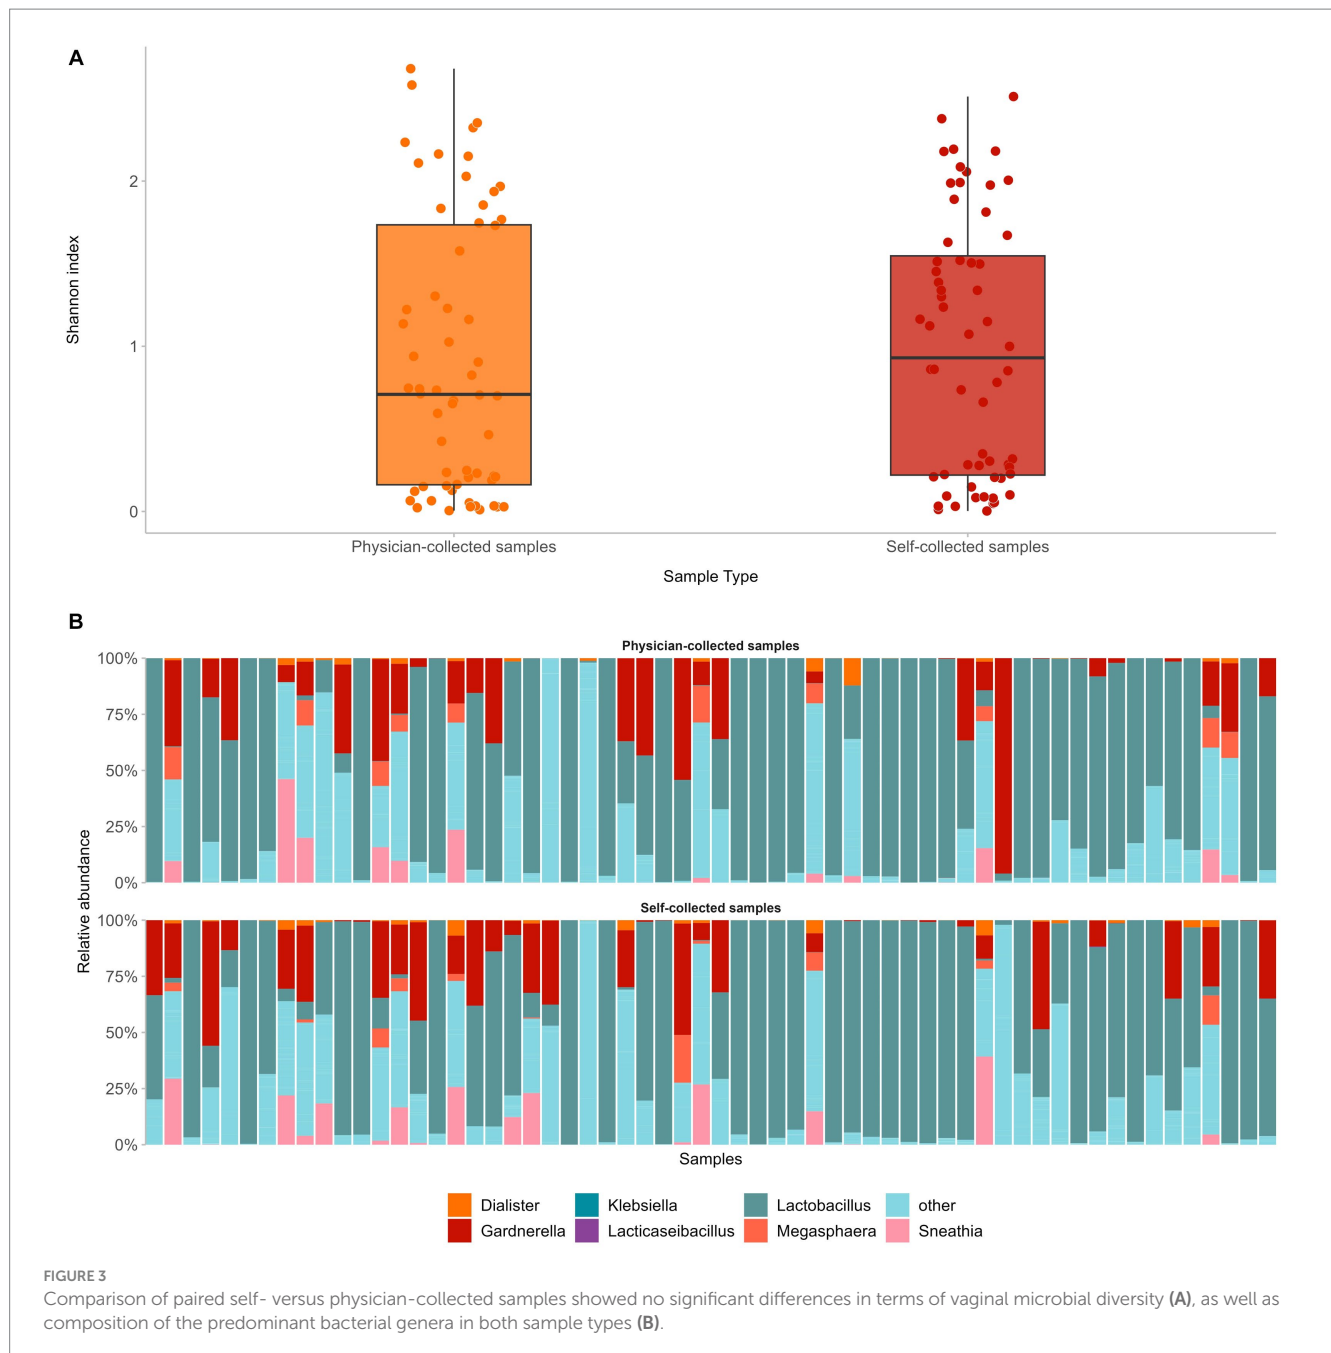 A
2
1
0
Shannon index
Physician-collected samples
Self-collected samples
Sample Type
B
Physician-collected samples
100%
75%
50%
25%
0%
Self-collected samples
100%
75%
50%
25%
0%
Relative abundance
Samples
Dialister
Klebsiella
Lactobacillus
other
Gardnerella
Lacticaseibacillus
Megasphaera
Sneathia
FIGURE 3
Comparison of paired self- versus physician-collected samples showed no significant differences in terms of vaginal microbial diversity (A), as well as
composition of the predominant bacterial genera in both sample types (B).